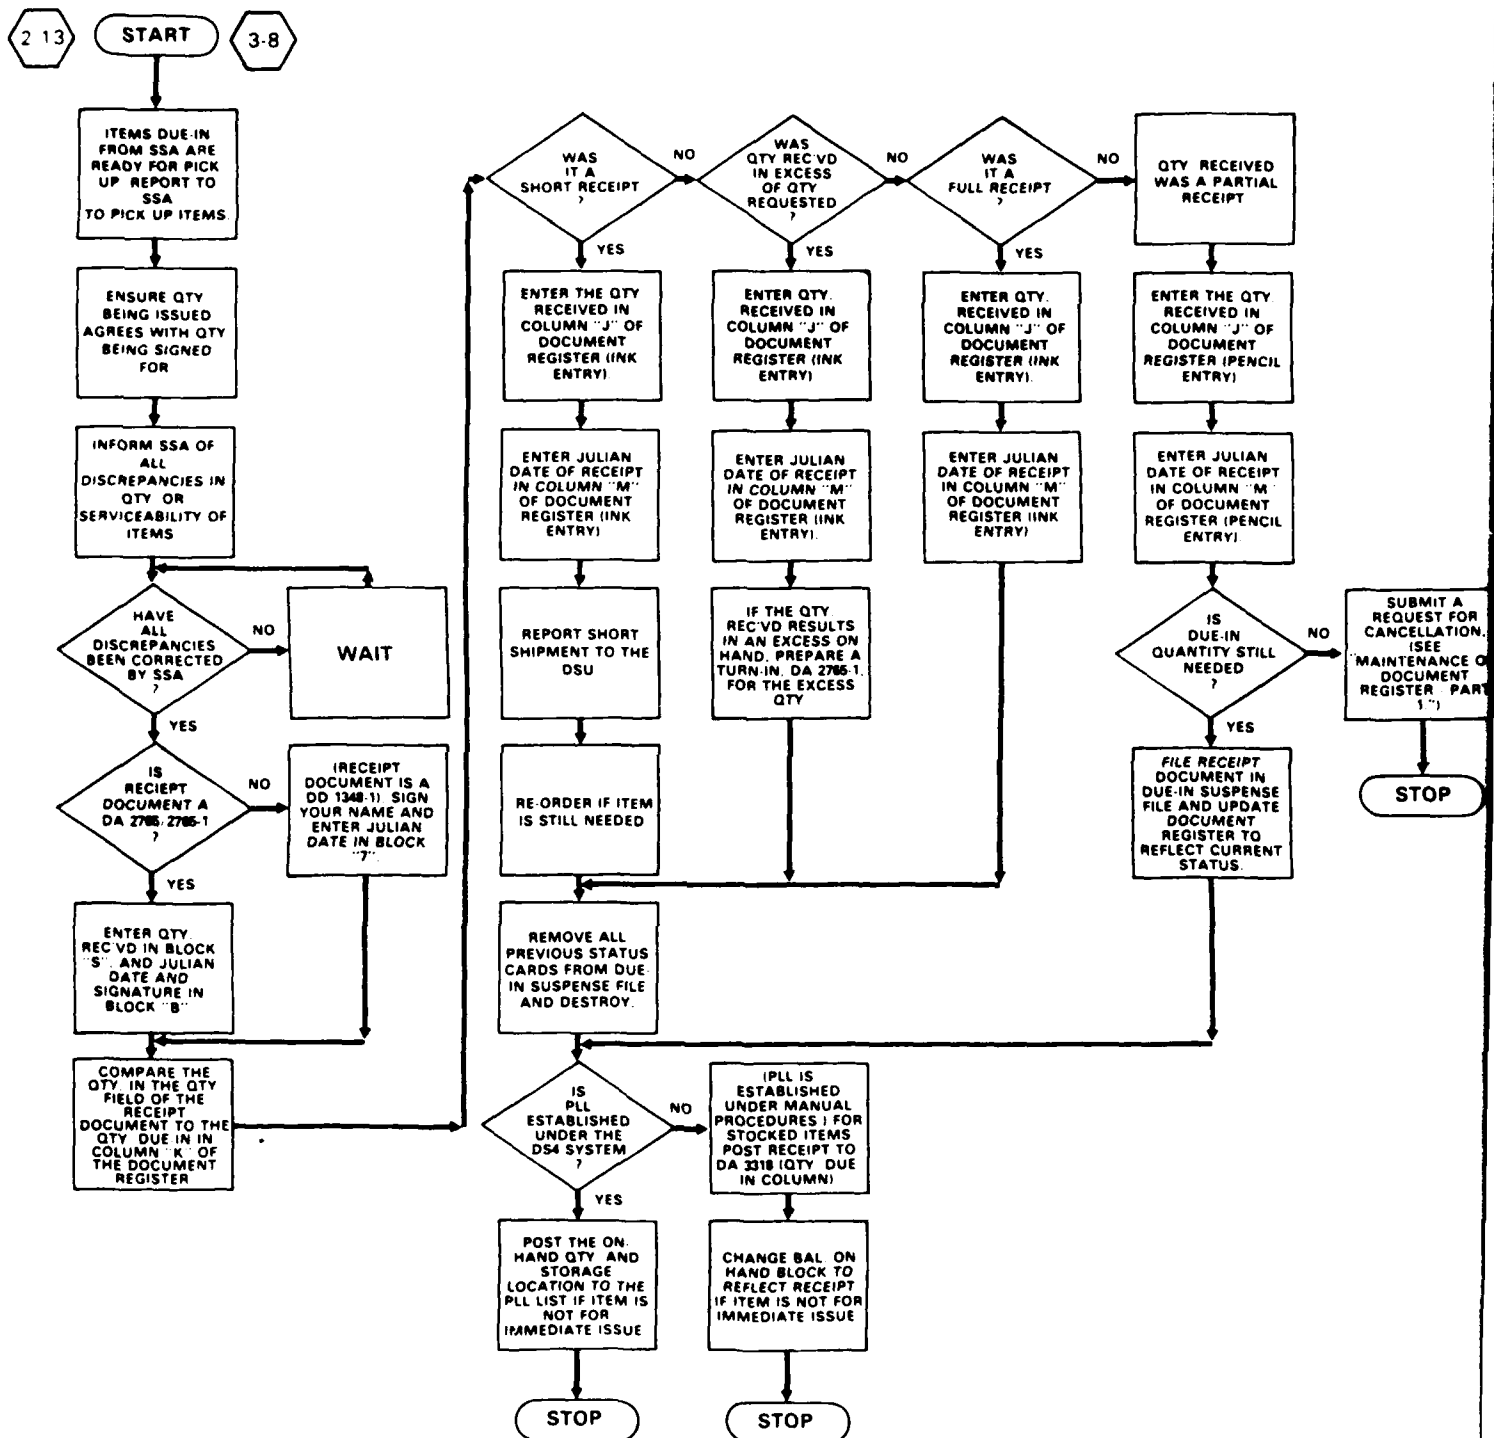 2 13
START
3-8
ITEMS DUE-IN
FROM SSA ARE
READY FOR PICK
UP. REPORT TO
SSA
TO PICK UP ITEMS.
ENSURE QTY
BEING ISSUED
AGREES WITH QTY
BEING SIGNED
FOR
INFORM SSA OF
ALL
DISCREPANCIES IN
QTY OR
SERVICEABILITY OF
ITEMS
HAVE
ALL
DISCREPANCIES
BEEN CORRECTED
BY SSA
?
NO
WAIT
YES
IS
RECIEPT
DOCUMENT A
DA 2765/2765-1
?
NO
(RECEIPT
DOCUMENT IS A
DD 1348-1). SIGN
YOUR NAME AND
ENTER JULIAN
DATE IN BLOCK
"7".
YES
ENTER QTY.
REC'VD IN BLOCK
"S", AND JULIAN
DATE AND
SIGNATURE IN
BLOCK "B"
COMPARE THE
QTY. IN THE QTY
FIELD OF THE
RECEIPT
DOCUMENT TO THE
QTY DUE-IN IN
COLUMN "K" OF
THE DOCUMENT
REGISTER
WAS
IT A
SHORT RECEIPT
?
NO
YES
ENTER THE QTY
RECEIVED IN
COLUMN "J" OF
DOCUMENT
REGISTER (INK
ENTRY).
ENTER JULIAN
DATE OF RECEIPT
IN COLUMN "M"
OF DOCUMENT
REGISTER (INK
ENTRY)
REPORT SHORT
SHIPMENT TO THE
DSU
RE-ORDER IF ITEM
IS STILL NEEDED
REMOVE ALL
PREVIOUS STATUS
CARDS FROM DUE-
IN SUSPENSE FILE
AND DESTROY.
IS
PLL
ESTABLISHED
UNDER THE
DS4 SYSTEM
?
NO
YES
POST THE ON-
HAND QTY AND
STORAGE
LOCATION TO THE
PLL LIST IF ITEM IS
NOT FOR
IMMEDIATE ISSUE
STOP
WAS
QTY REC'VD
IN EXCESS
OF QTY
REQUESTED
?
NO
YES
ENTER QTY.
RECEIVED IN
COLUMN "J" OF
DOCUMENT
REGISTER (INK
ENTRY)
ENTER JULIAN
DATE OF RECEIPT
IN COLUMN "M"
OF DOCUMENT
REGISTER (INK
ENTRY).
IF THE QTY
REC'VD RESULTS
IN AN EXCESS ON
HAND, PREPARE A
TURN-IN, DA 2765-1,
FOR THE EXCESS
QTY
(PLL IS
ESTABLISHED
UNDER MANUAL
PROCEDURES.) FOR
STOCKED ITEMS
POST RECEIPT TO
DA 3318 (QTY DUE
IN COLUMN)
CHANGE BAL. ON
HAND BLOCK TO
REFLECT RECEIPT
IF ITEM IS NOT FOR
IMMEDIATE ISSUE
STOP
WAS
IT A
FULL RECEIPT
?
NO
YES
ENTER QTY.
RECEIVED IN
COLUMN "J" OF
DOCUMENT
REGISTER (INK
ENTRY).
ENTER JULIAN
DATE OF RECEIPT
IN COLUMN "M"
OF DOCUMENT
REGISTER (INK
ENTRY)
QTY RECEIVED
WAS A PARTIAL
RECEIPT
ENTER THE QTY.
RECEIVED IN
COLUMN "J" OF
DOCUMENT
REGISTER (PENCIL
ENTRY)
ENTER JULIAN
DATE OF RECEIPT
IN COLUMN "M"
OF DOCUMENT
REGISTER (PENCIL
ENTRY).
IS
DUE-IN
QUANTITY STILL
NEEDED
?
NO
YES
FILE RECEIPT
DOCUMENT IN
DUE-IN SUSPENSE
FILE AND UPDATE
DOCUMENT
REGISTER TO
REFLECT CURRENT
STATUS.
SUBMIT A
REQUEST FOR
CANCELLATION.
(SEE
"MAINTENANCE O
DOCUMENT
REGISTER - PART
1.")
STOP